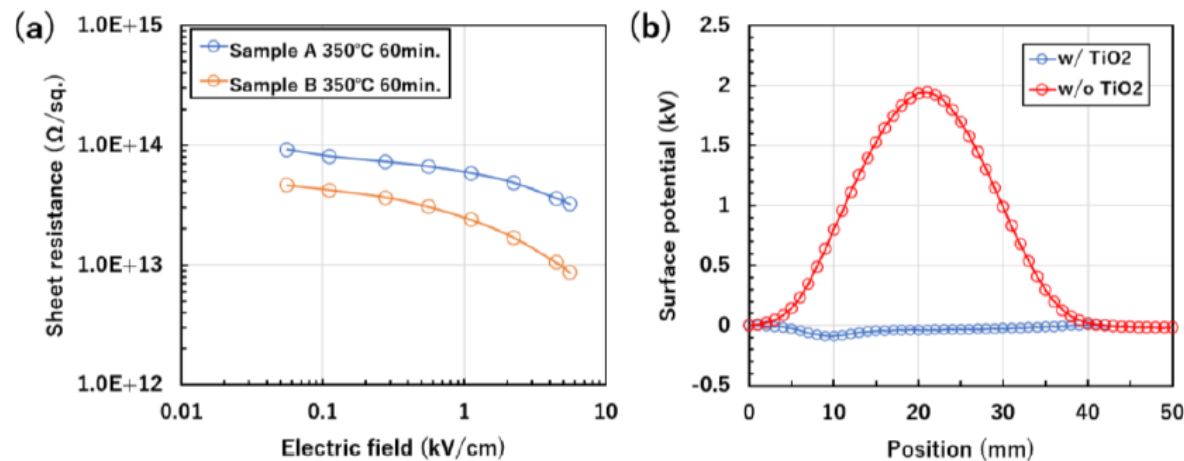 (a)
1.0E+15
1.0E+14
1.0E+13
1.0E+12
Sheet resistance (Ω/sq.)
Sample A 350℃ 60min.
Sample B 350℃ 60min.
0.01
0.1
1
10
Electric field (kV/cm)
(b)
2.5
2
1.5
1
0.5
0
-0.5
Surface potential (kV)
w/ TiO2
w/o TiO2
0
10
20
30
40
50
Position (mm)